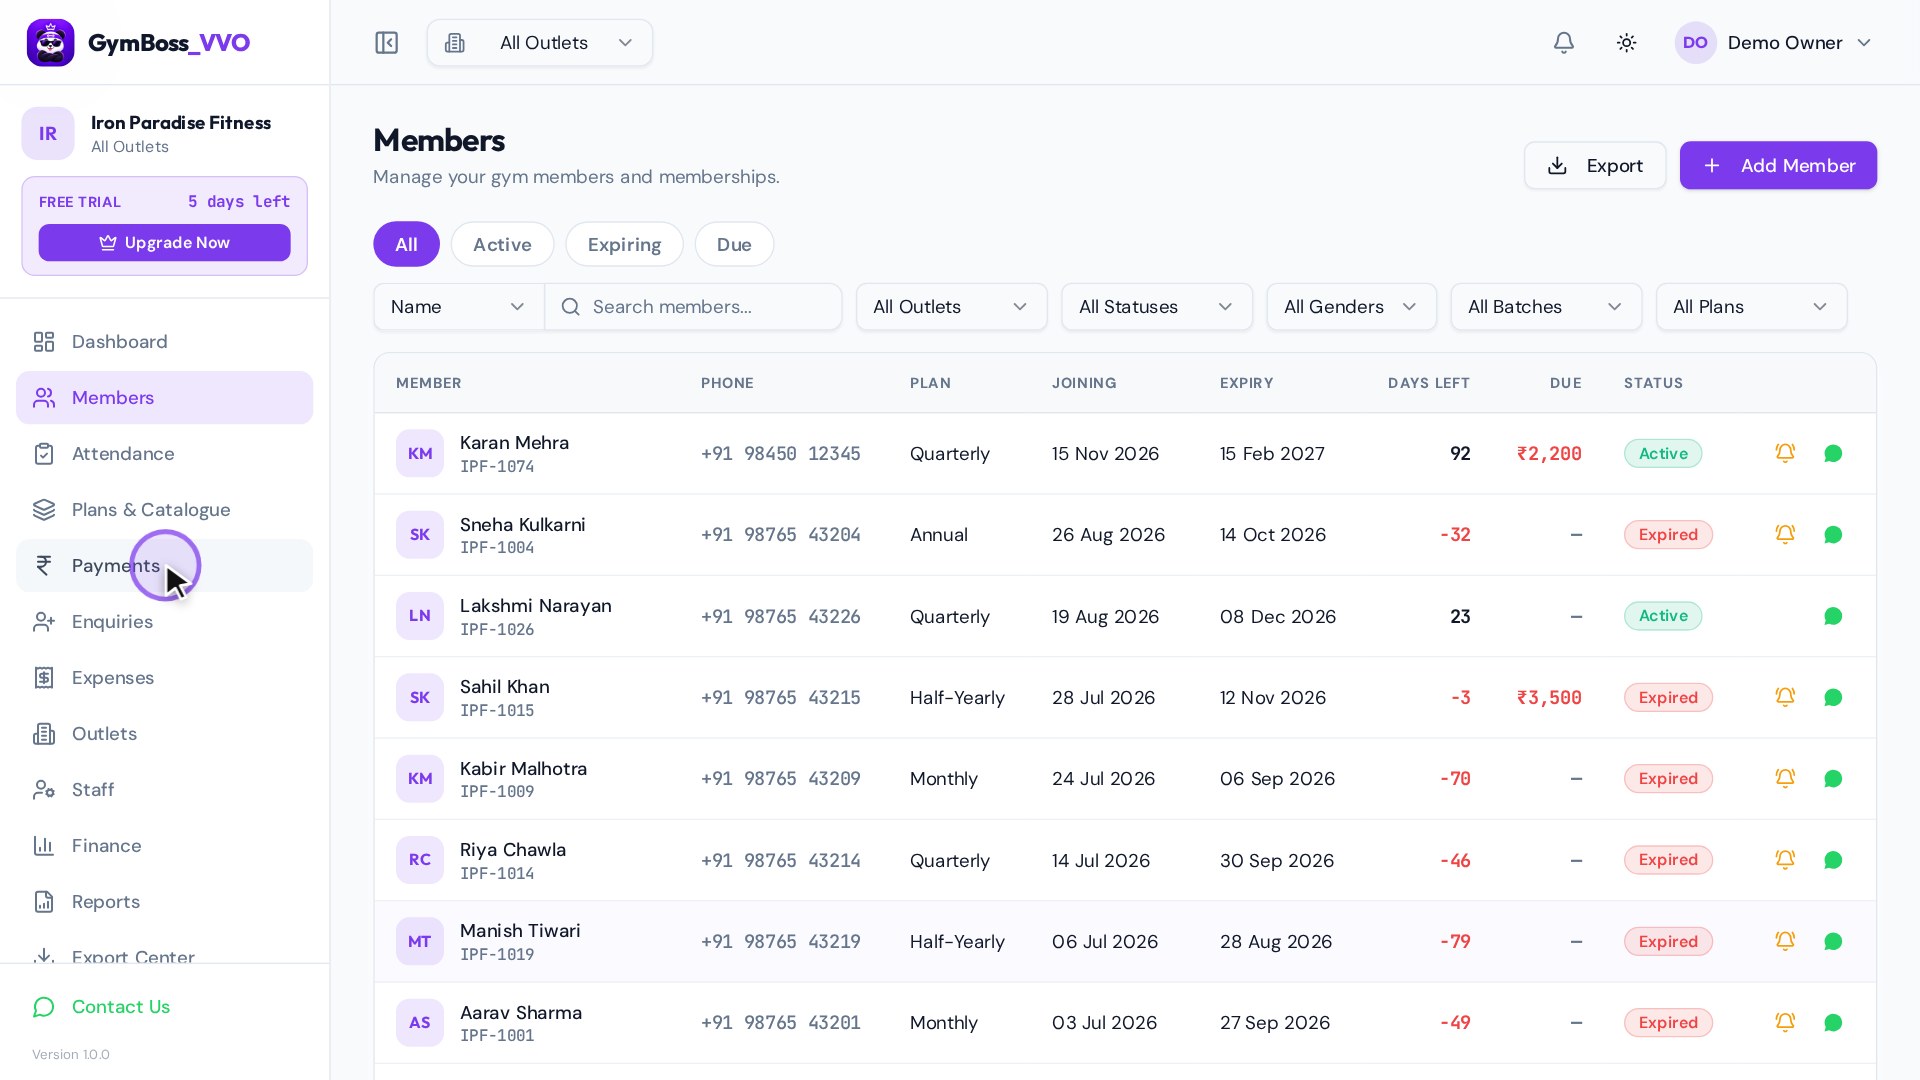 GymBoss_VVO
All Outlets
DO
Demo Owner
IR
Iron Paradise Fitness
All Outlets
FREE TRIAL
5 days left
Upgrade Now
Dashboard
Members
Attendance
Plans & Catalogue
Payments
Enquiries
Expenses
Outlets
Staff
Finance
Reports
Export Center
Contact Us
Version 1.0.0
Members
Manage your gym members and memberships.
Export
Add Member
All
Active
Expiring
Due
Name
Search members...
All Outlets
All Statuses
All Genders
All Batches
All Plans
MEMBER PHONE PLAN JOINING EXPIRY DAYS LEFT DUE STATUS
KM Karan Mehra +91 98450 12345 Quarterly 15 Nov 2026 15 Feb 2027 92 ₹2,200 Active
IPF-1074
SK Sneha Kulkarni +91 98765 43204 Annual 26 Aug 2026 14 Oct 2026 -32 – Expired
IPF-1004
LN Lakshmi Narayan +91 98765 43226 Quarterly 19 Aug 2026 08 Dec 2026 23 – Active
IPF-1026
SK Sahil Khan +91 98765 43215 Half-Yearly 28 Jul 2026 12 Nov 2026 -3 ₹3,500 Expired
IPF-1015
KM Kabir Malhotra +91 98765 43209 Monthly 24 Jul 2026 06 Sep 2026 -70 – Expired
IPF-1009
RC Riya Chawla +91 98765 43214 Quarterly 14 Jul 2026 30 Sep 2026 -46 – Expired
IPF-1014
MT Manish Tiwari +91 98765 43219 Half-Yearly 06 Jul 2026 28 Aug 2026 -79 – Expired
IPF-1019
AS Aarav Sharma +91 98765 43201 Monthly 03 Jul 2026 27 Sep 2026 -49 – Expired
IPF-1001